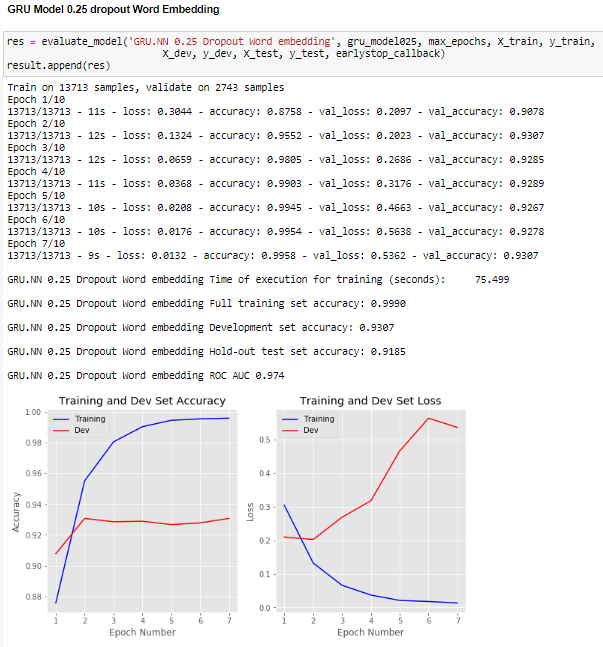 GRU Model 0.25 dropout Word Embedding
res = evaluate_model('GRU.NN 0.25 Dropout Word embedding', gru_model025, max_epochs, X_train, y_train,
X_dev, y_dev, X_test, y_test, earlystop_callback)
result.append(res)
Train on 13713 samples, validate on 2743 samples
Epoch 1/10
13713/13713 - 11s - loss: 0.3044 - accuracy: 0.8758 - val_loss: 0.2097 - val_accuracy: 0.9078
Epoch 2/10
13713/13713 - 12s - loss: 0.1324 - accuracy: 0.9552 - val_loss: 0.2023 - val_accuracy: 0.9307
Epoch 3/10
13713/13713 - 12s - loss: 0.0659 - accuracy: 0.9805 - val_loss: 0.2686 - val_accuracy: 0.9285
Epoch 4/10
13713/13713 - 11s - loss: 0.0368 - accuracy: 0.9903 - val_loss: 0.3176 - val_accuracy: 0.9289
Epoch 5/10
13713/13713 - 10s - loss: 0.0208 - accuracy: 0.9945 - val_loss: 0.4663 - val_accuracy: 0.9267
Epoch 6/10
13713/13713 - 10s - loss: 0.0176 - accuracy: 0.9954 - val_loss: 0.5638 - val_accuracy: 0.9278
Epoch 7/10
13713/13713 - 9s - loss: 0.0132 - accuracy: 0.9958 - val_loss: 0.5362 - val_accuracy: 0.9307
GRU.NN 0.25 Dropout Word embedding Time of execution for training (seconds): 75.499
GRU.NN 0.25 Dropout Word embedding Full training set accuracy: 0.9990
GRU.NN 0.25 Dropout Word embedding Development set accuracy: 0.9307
GRU.NN 0.25 Dropout Word embedding Hold-out test set accuracy: 0.9185
GRU.NN 0.25 Dropout Word embedding ROC AUC 0.974
Training and Dev Set Accuracy
1.00
0.98
0.96
0.94
0.92
0.90
0.88
Accuracy
Training
Dev
1 2 3 4 5 6 7
Epoch Number
Training and Dev Set Loss
0.5
0.4
0.3
0.2
0.1
0.0
Loss
Training
Dev
1 2 3 4 5 6 7
Epoch Number